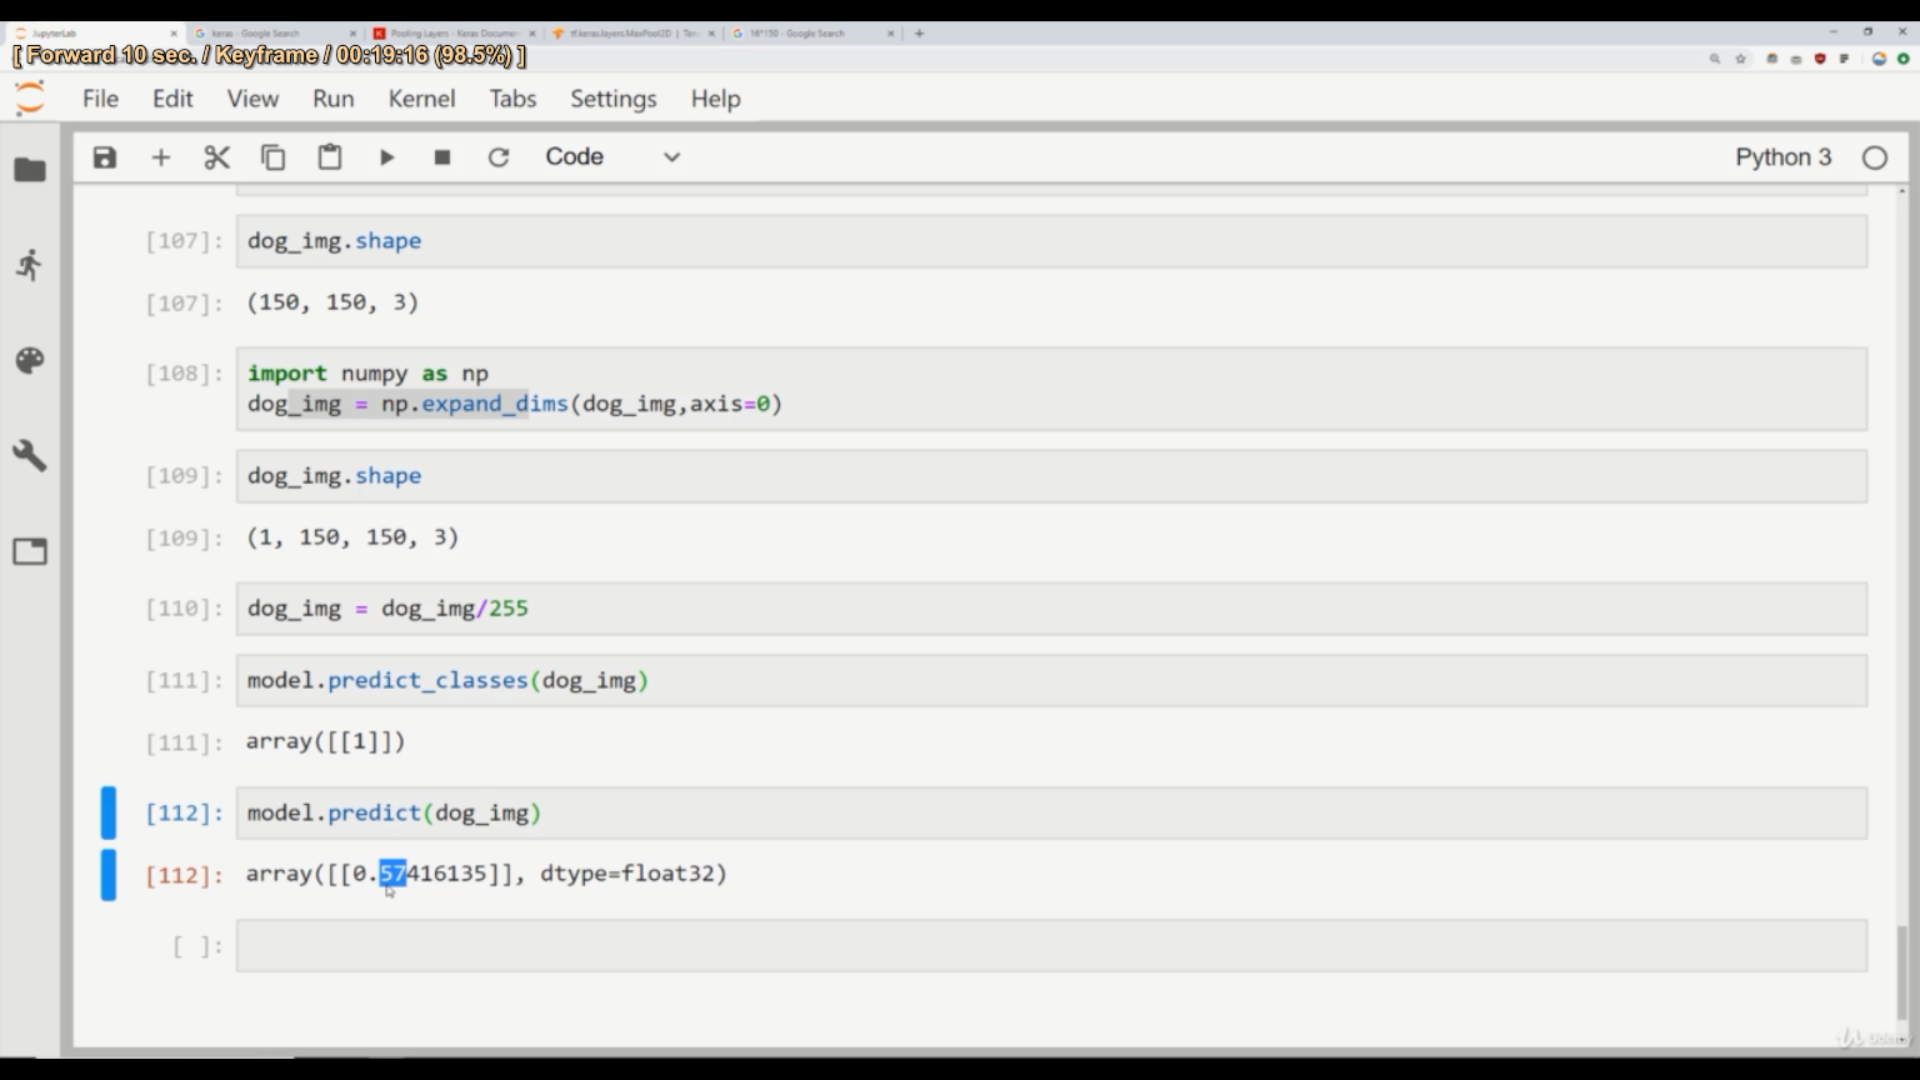 JupyterLab
keras - Google Search
Pooling Layers - Keras Documen
tf.keras.layers.MaxPool2D | Ten
16*150 - Google Search
[ Forward 10 sec. / Keyframe / 00:19:16 (98.5%) ]
File Edit View Run Kernel Tabs Settings Help
Code
Python 3
[107]: dog_img.shape
[107]: (150, 150, 3)
[108]: import numpy as np
dog_img = np.expand_dims(dog_img,axis=0)
[109]: dog_img.shape
[109]: (1, 150, 150, 3)
[110]: dog_img = dog_img/255
[111]: model.predict_classes(dog_img)
[111]: array([[1]])
[112]: model.predict(dog_img)
[112]: array([[0.57416135]], dtype=float32)
[ ]:
Udemy